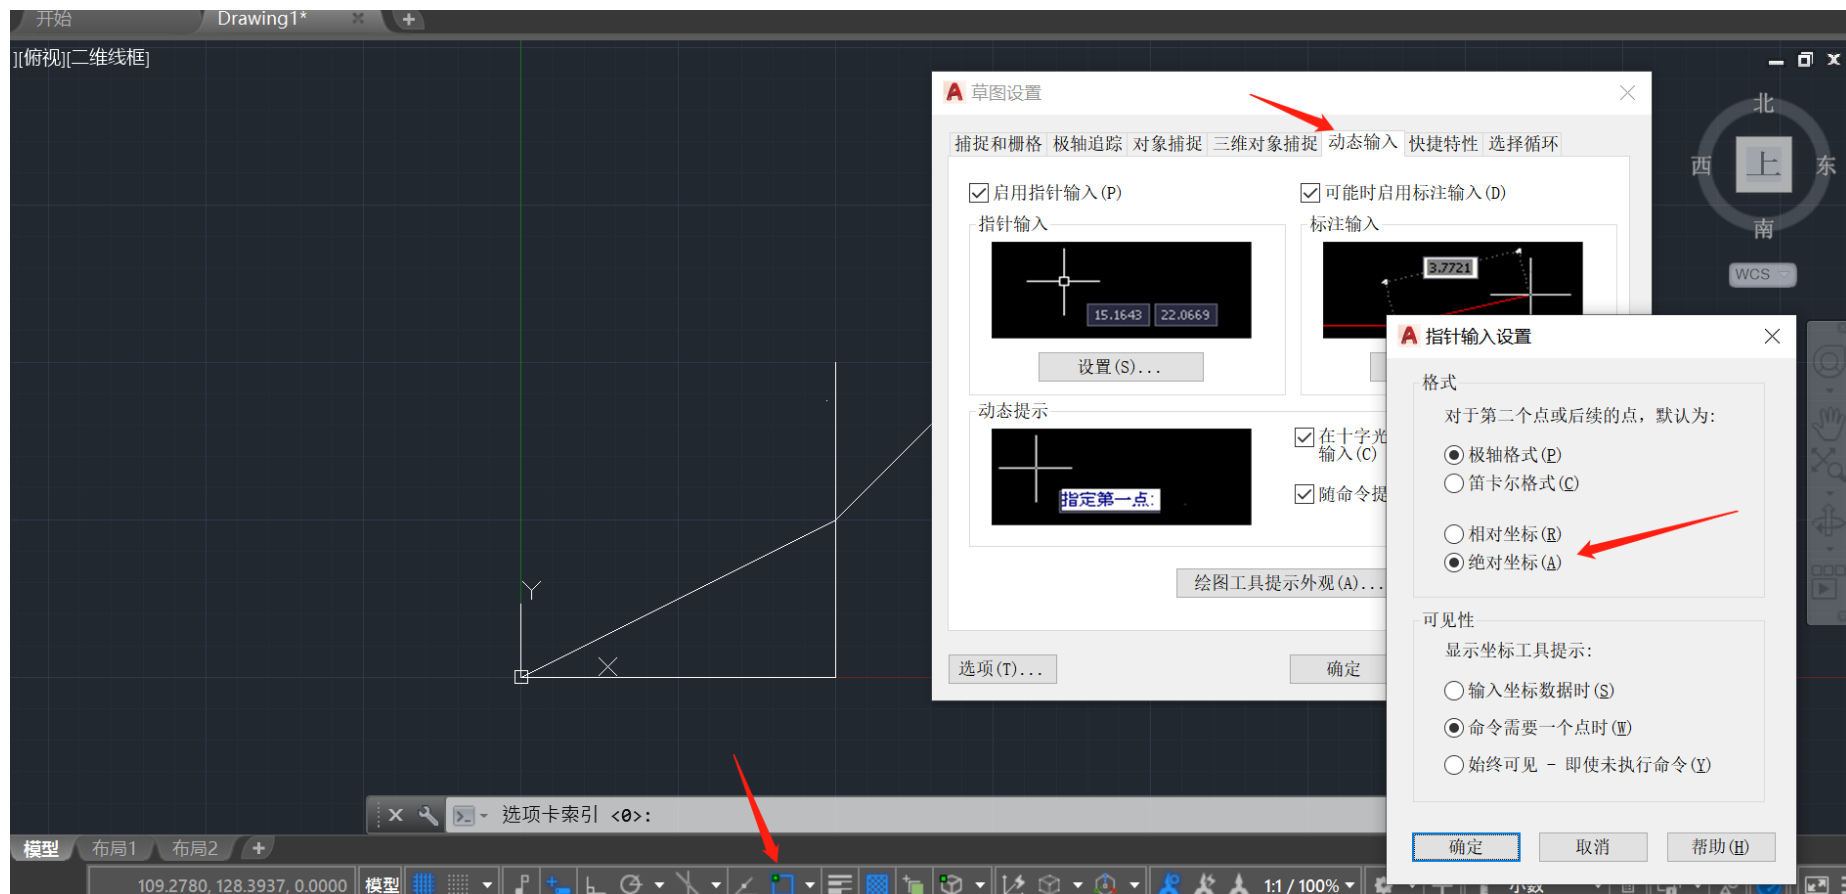 开始
Drawing1*
][俯视][二维线框]
北
西
上
东
南
WCS
草图设置
捕捉和栅格 极轴追踪 对象捕捉 三维对象捕捉 动态输入 快捷特性 选择循环
启用指针输入(P)
可能时启用标注输入(D)
指针输入
标注输入
15.1643 22.0669
3.7721
设置(S)...
动态提示
指定第一点:
在十字光
输入(C)
随命令提
绘图工具提示外观(A)...
选项(T)...
确定
指针输入设置
格式
对于第二个点或后续的点，默认为:
极轴格式(P)
笛卡尔格式(C)
相对坐标(R)
绝对坐标(A)
可见性
显示坐标工具提示:
输入坐标数据时(S)
命令需要一个点时(W)
始终可见 - 即使未执行命令(Y)
确定 取消 帮助(H)
Y
X
选项卡索引 <0>:
模型 布局1 布局2
109.2780, 128.3937, 0.0000 模型
1:1 / 100%
小数